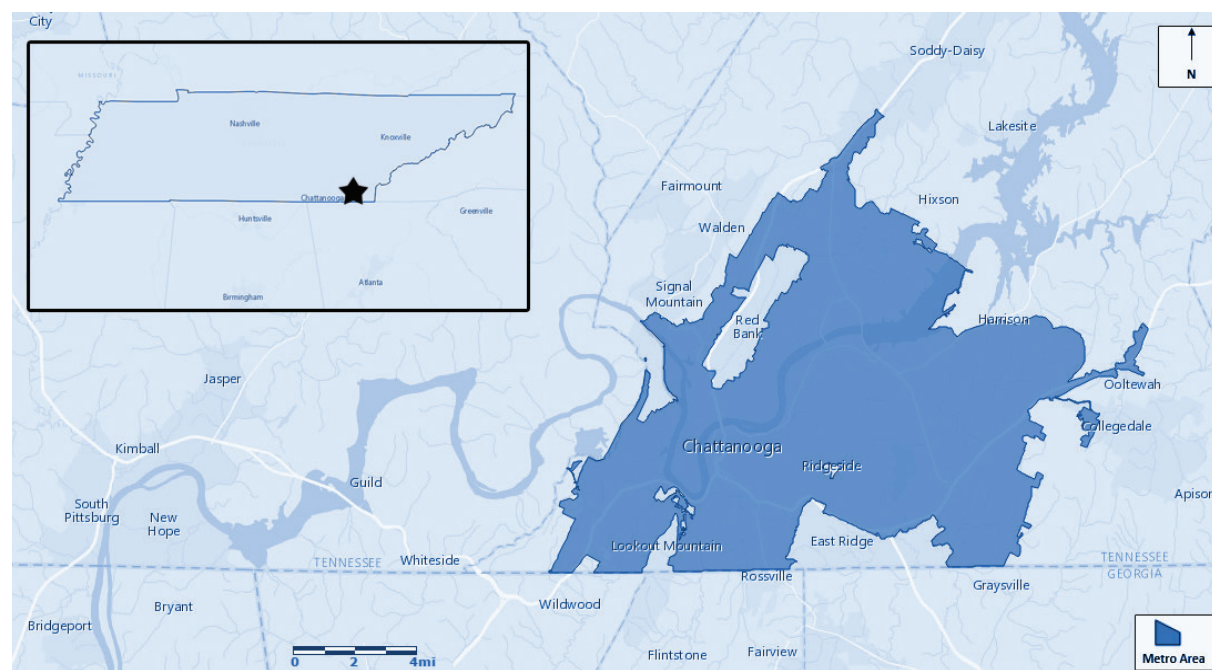 City
MISSOURI
Nashville
Knoxville
Chattanooga
Huntsville
Greenville
Atlanta
Birmingham
Soddy-Daisy
N
Lakesite
Fairmount
Hixson
Walden
Signal
Mountain
Red
Bank
Harrison
Jasper
Ooltewah
Collegedale
Kimball
Chattanooga
Ridgeside
Guild
South
Pittsburg
New
Hope
Apison
East Ridge
Lookout Mountain
Whiteside
TENNESSEE
TENNESSEE
GEORGIA
Rossville
Graysville
Wildwood
Bryant
Bridgeport
Flintstone
Fairview
0 2 4mi
Metro Area